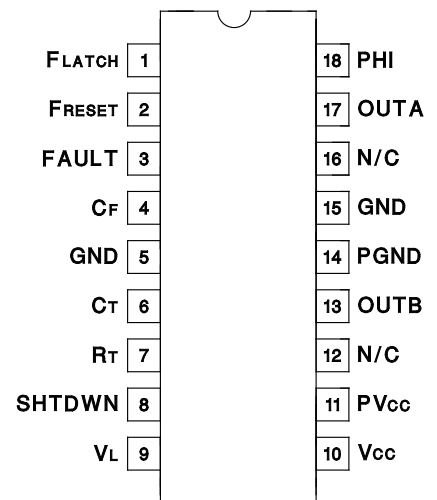 FLATCH 1 18 PHI
FRESET 2 17 OUTA
FAULT 3 16 N/C
CF 4 15 GND
GND 5 14 PGND
CT 6 13 OUTB
RT 7 12 N/C
SHTDWN 8 11 PVCC
VL 9 10 VCC